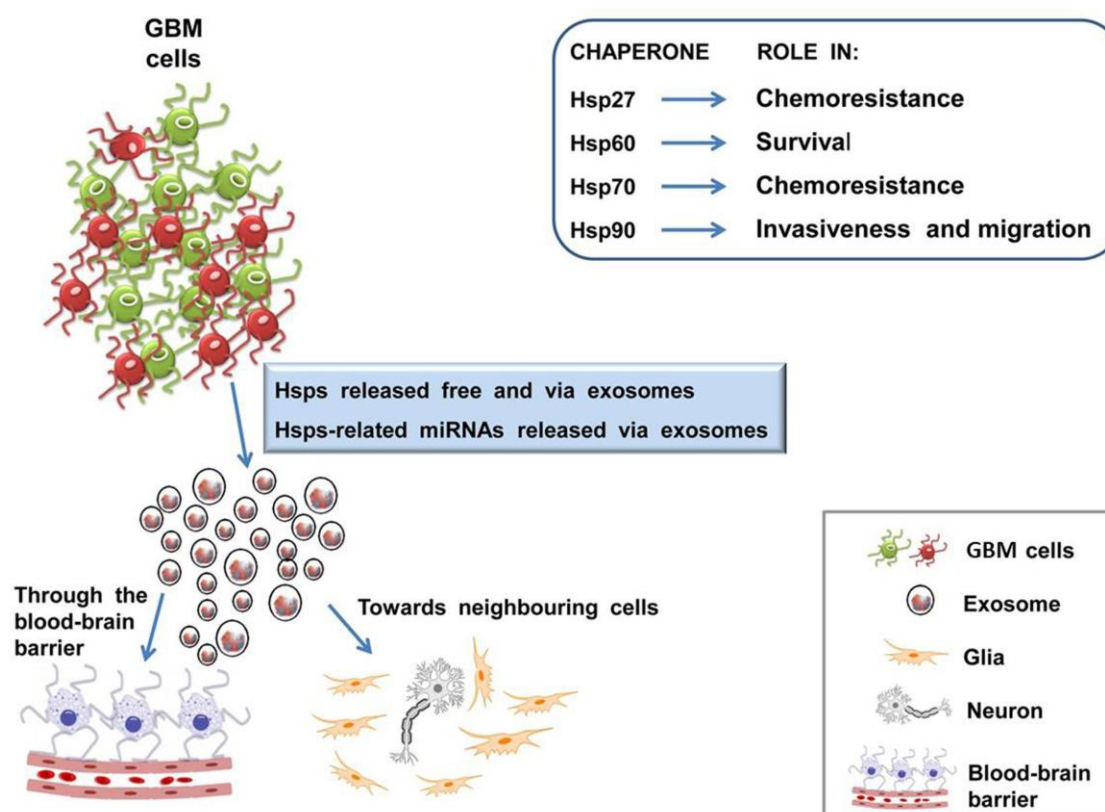 GBM
cells
CHAPERONE ROLE IN:
Hsp27 Chemoresistance
Hsp60 Survival
Hsp70 Chemoresistance
Hsp90 Invasiveness and migration
Hsps released free and via exosomes
Hsps-related miRNAs released via exosomes
Through the
blood-brain
barrier
Towards neighbouring cells
GBM cells
Exosome
Glia
Neuron
Blood-brain
barrier